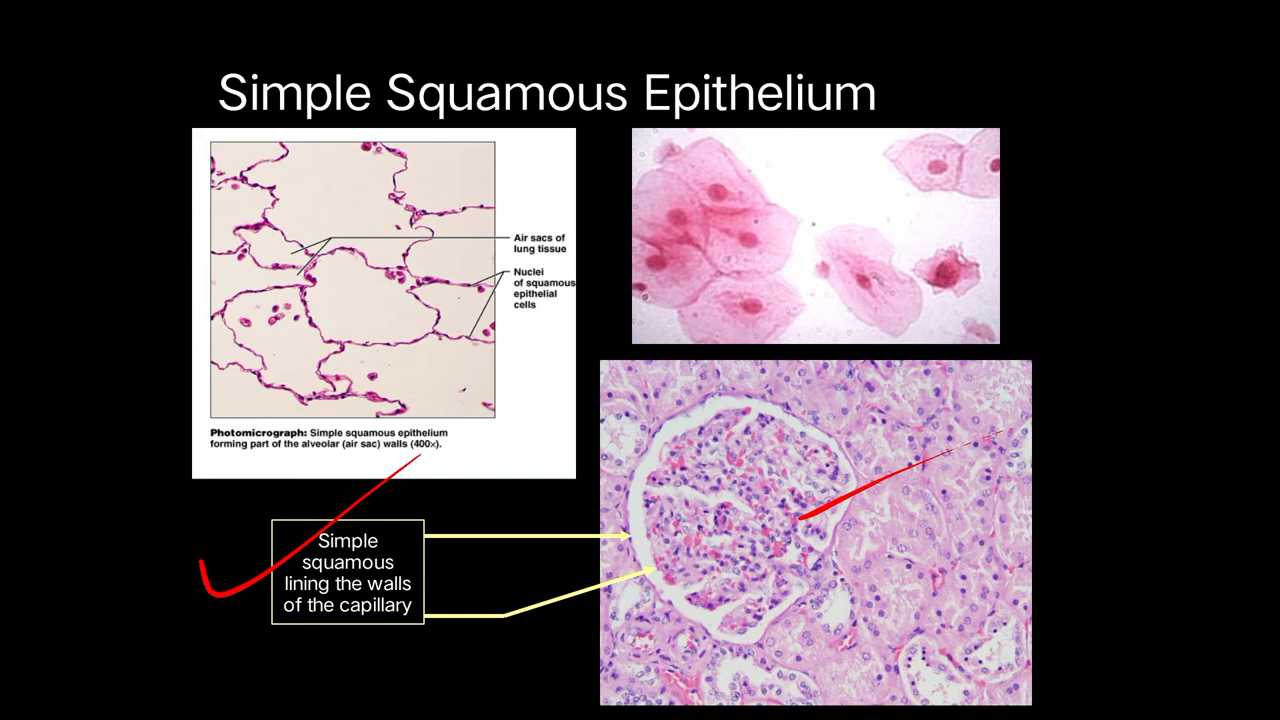 Simple Squamous Epithelium
Air sacs of
lung tissue
Nuclei
of squamous
epithelial
cells
Photomicrograph: Simple squamous epithelium
forming part of the alveolar (air sac) walls (400×).
Simple
squamous
lining the walls
of the capillary